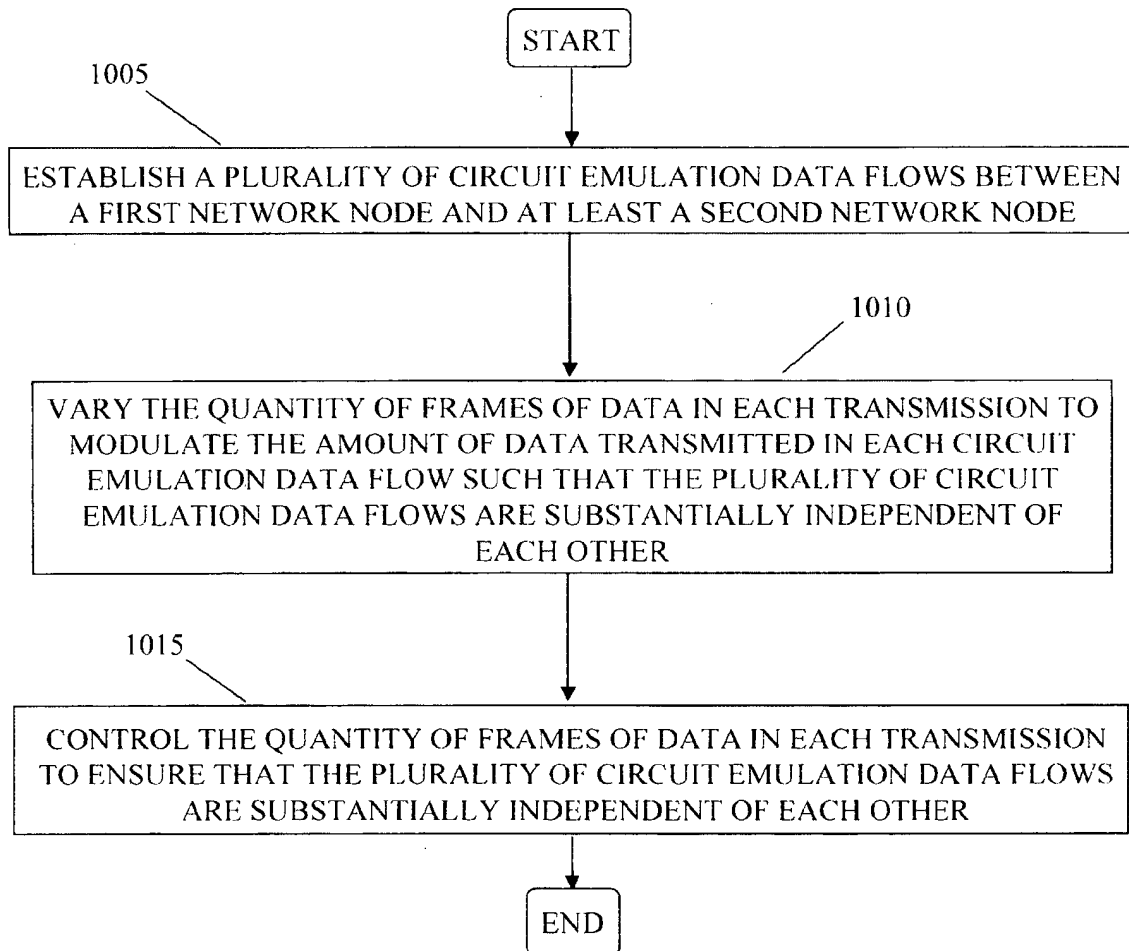 START
1005
ESTABLISH A PLURALITY OF CIRCUIT EMULATION DATA FLOWS BETWEEN
A FIRST NETWORK NODE AND AT LEAST A SECOND NETWORK NODE
1010
VARY THE QUANTITY OF FRAMES OF DATA IN EACH TRANSMISSION TO
MODULATE THE AMOUNT OF DATA TRANSMITTED IN EACH CIRCUIT
EMULATION DATA FLOW SUCH THAT THE PLURALITY OF CIRCUIT
EMULATION DATA FLOWS ARE SUBSTANTIALLY INDEPENDENT OF
EACH OTHER
1015
CONTROL THE QUANTITY OF FRAMES OF DATA IN EACH TRANSMISSION
TO ENSURE THAT THE PLURALITY OF CIRCUIT EMULATION DATA FLOWS
ARE SUBSTANTIALLY INDEPENDENT OF EACH OTHER
END